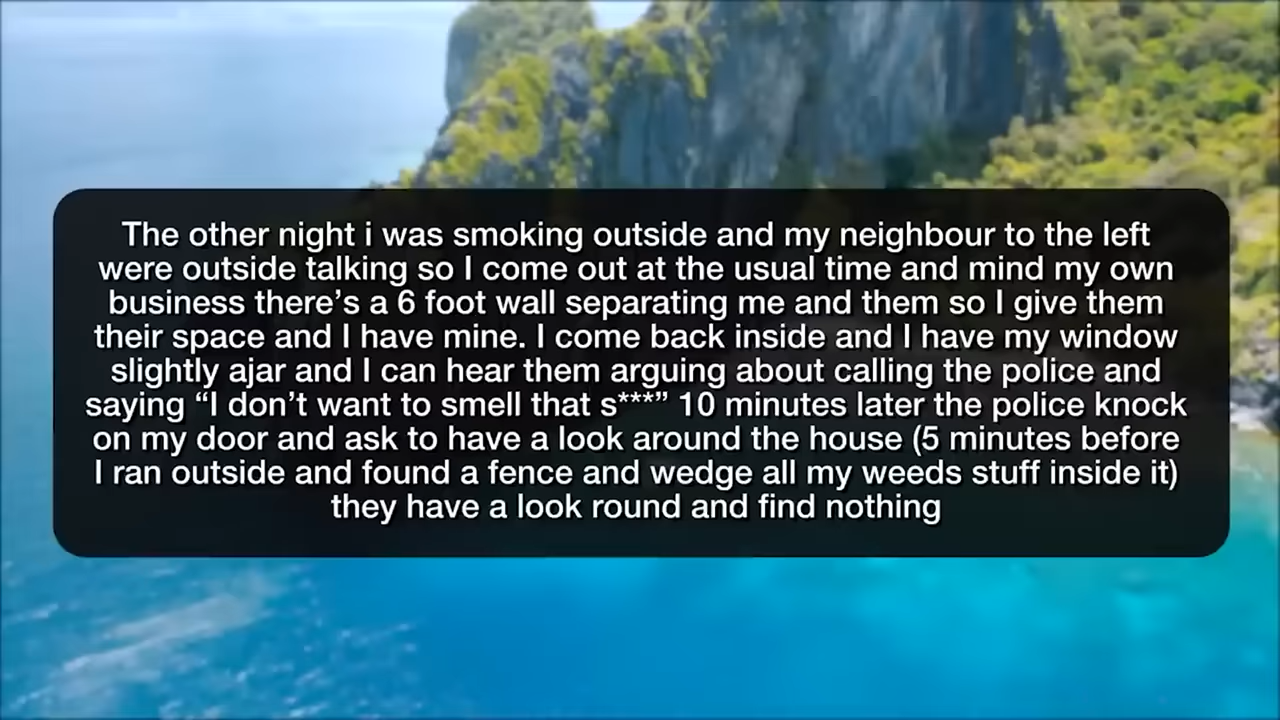 The other night i was smoking outside and my neighbour to the left
were outside talking so I come out at the usual time and mind my own
business there’s a 6 foot wall separating me and them so I give them
their space and I have mine. I come back inside and I have my window
slightly ajar and I can hear them arguing about calling the police and
saying “I don’t want to smell that s***” 10 minutes later the police knock
on my door and ask to have a look around the house (5 minutes before
I ran outside and found a fence and wedge all my weeds stuff inside it)
they have a look round and find nothing